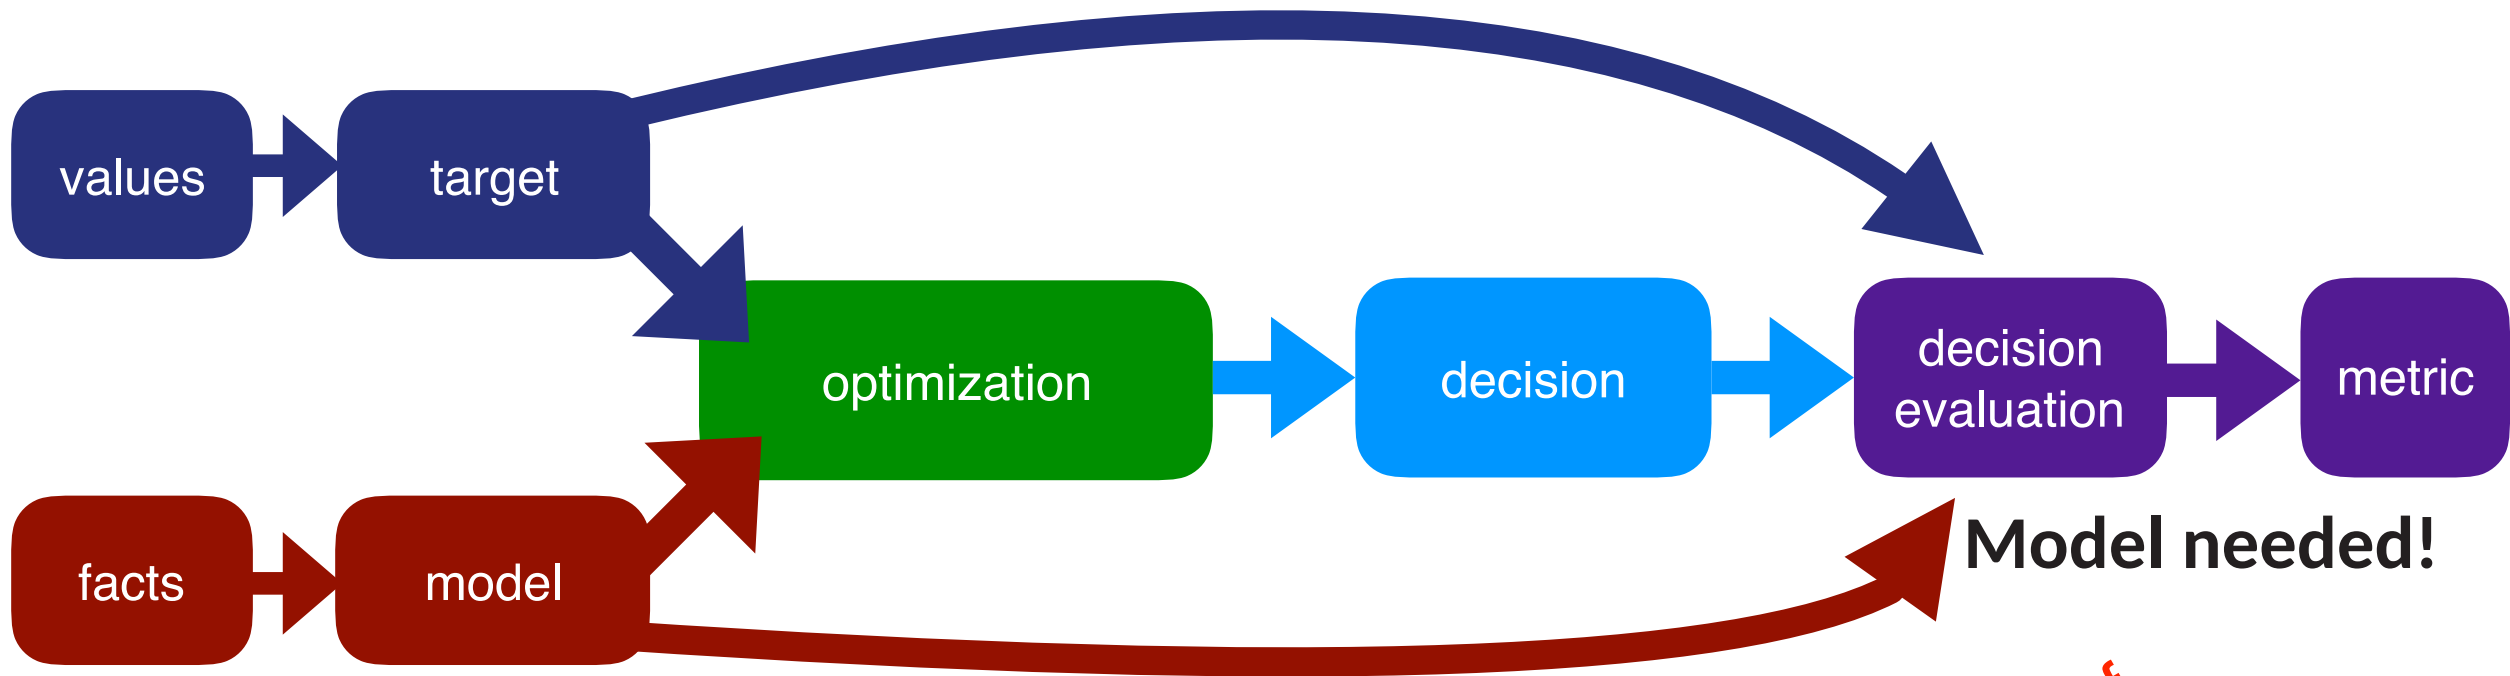 values
target
optimization
decision
decision
evaluation
metric
facts
model
Model needed!